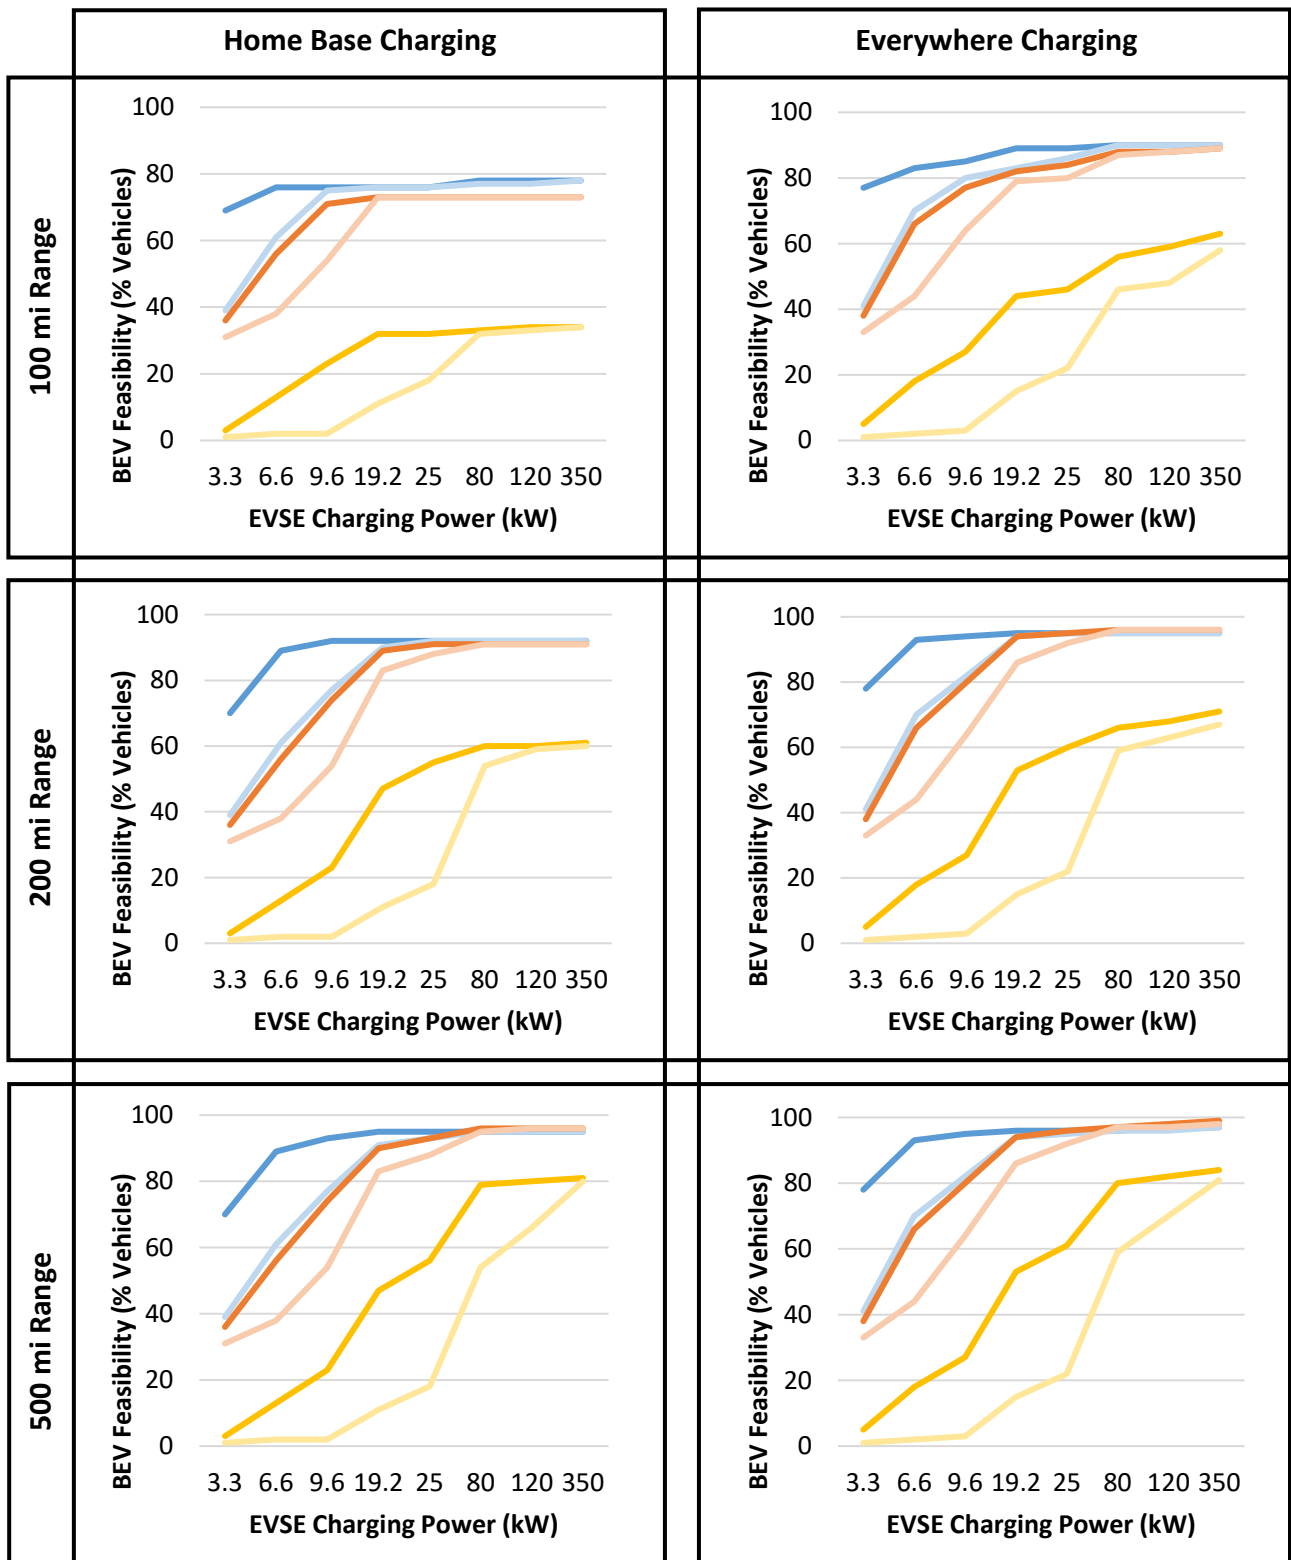 Home Base Charging
Everywhere Charging
100 mi Range
BEV Feasibility (% Vehicles)
100
80
60
40
20
0
3.3 6.6 9.6 19.2 25 80 120 350
EVSE Charging Power (kW)
BEV Feasibility (% Vehicles)
100
80
60
40
20
0
3.3 6.6 9.6 19.2 25 80 120 350
EVSE Charging Power (kW)
200 mi Range
BEV Feasibility (% Vehicles)
100
80
60
40
20
0
3.3 6.6 9.6 19.2 25 80 120 350
EVSE Charging Power (kW)
BEV Feasibility (% Vehicles)
100
80
60
40
20
0
3.3 6.6 9.6 19.2 25 80 120 350
EVSE Charging Power (kW)
500 mi Range
BEV Feasibility (% Vehicles)
100
80
60
40
20
0
3.3 6.6 9.6 19.2 25 80 120 350
EVSE Charging Power (kW)
BEV Feasibility (% Vehicles)
100
80
60
40
20
0
3.3 6.6 9.6 19.2 25 80 120 350
EVSE Charging Power (kW)